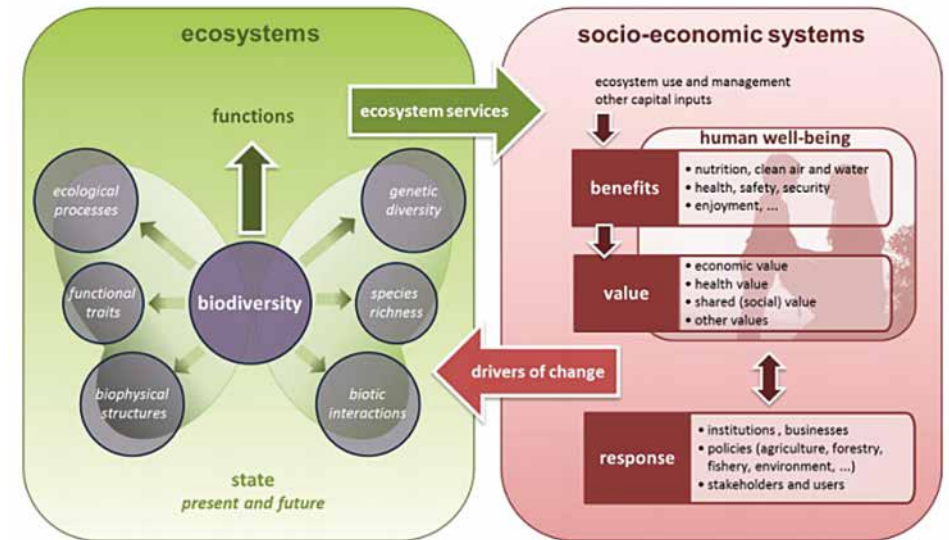 ecosystems
functions
ecosystem services
ecological
processes
genetic
diversity
functional
traits
biodiversity
species
richness
biophysical
structures
biotic
interactions
state
present and future
socio-economic systems
ecosystem use and management
other capital inputs
human well-being
benefits
• nutrition, clean air and water
• health, safety, security
• enjoyment, ...
value
• economic value
• health value
• shared (social) value
• other values
drivers of change
response
• institutions , businesses
• policies (agriculture, forestry,
fishery, environment, ...)
• stakeholders and users